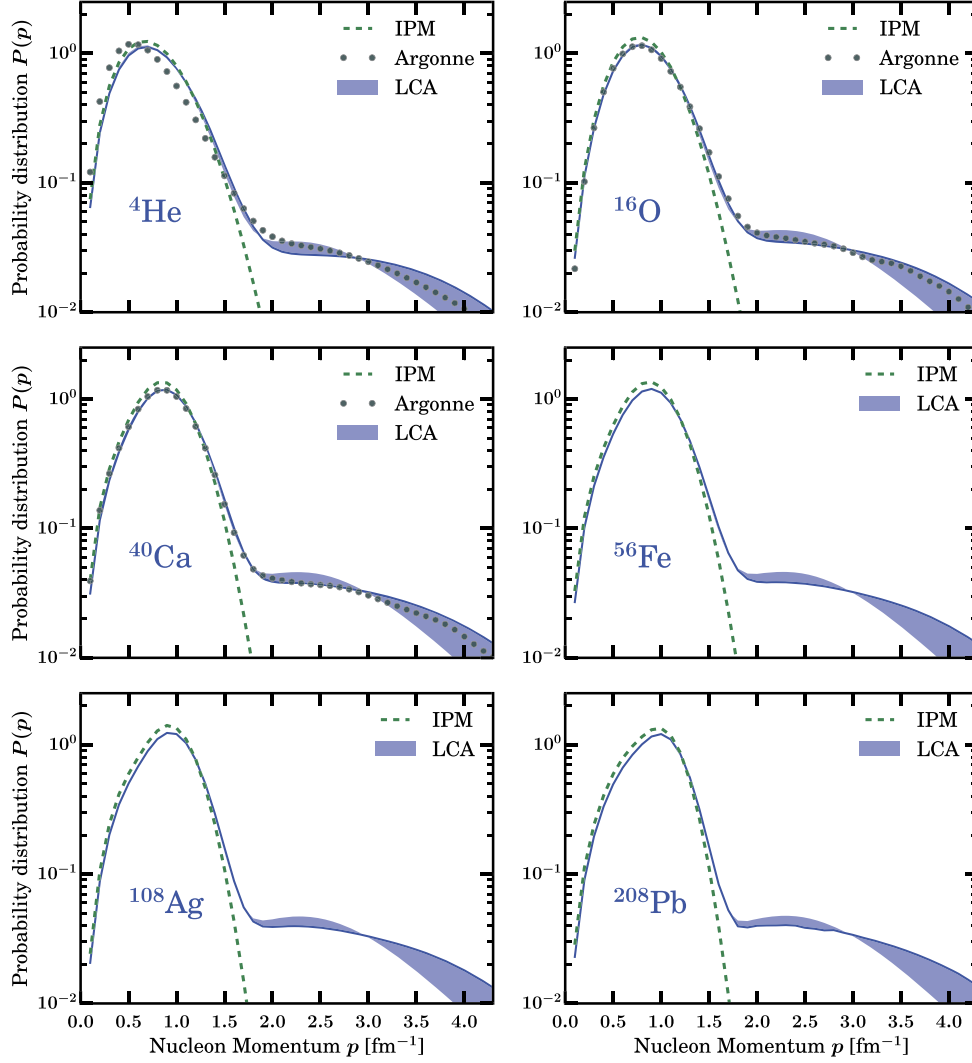 IPM
Argonne
LCA
⁴He
Probability distribution P(p)
10⁰
10⁻¹
10⁻²
IPM
Argonne
LCA
¹⁶O
10⁰
10⁻¹
10⁻²
IPM
Argonne
LCA
⁴⁰Ca
Probability distribution P(p)
10⁰
10⁻¹
10⁻²
IPM
LCA
⁵⁶Fe
10⁰
10⁻¹
10⁻²
IPM
LCA
¹⁰⁸Ag
Probability distribution P(p)
10⁰
10⁻¹
10⁻²
0.0 0.5 1.0 1.5 2.0 2.5 3.0 3.5 4.0
Nucleon Momentum p [fm⁻¹]
IPM
LCA
²⁰⁸Pb
10⁰
10⁻¹
10⁻²
0.0 0.5 1.0 1.5 2.0 2.5 3.0 3.5 4.0
Nucleon Momentum p [fm⁻¹]